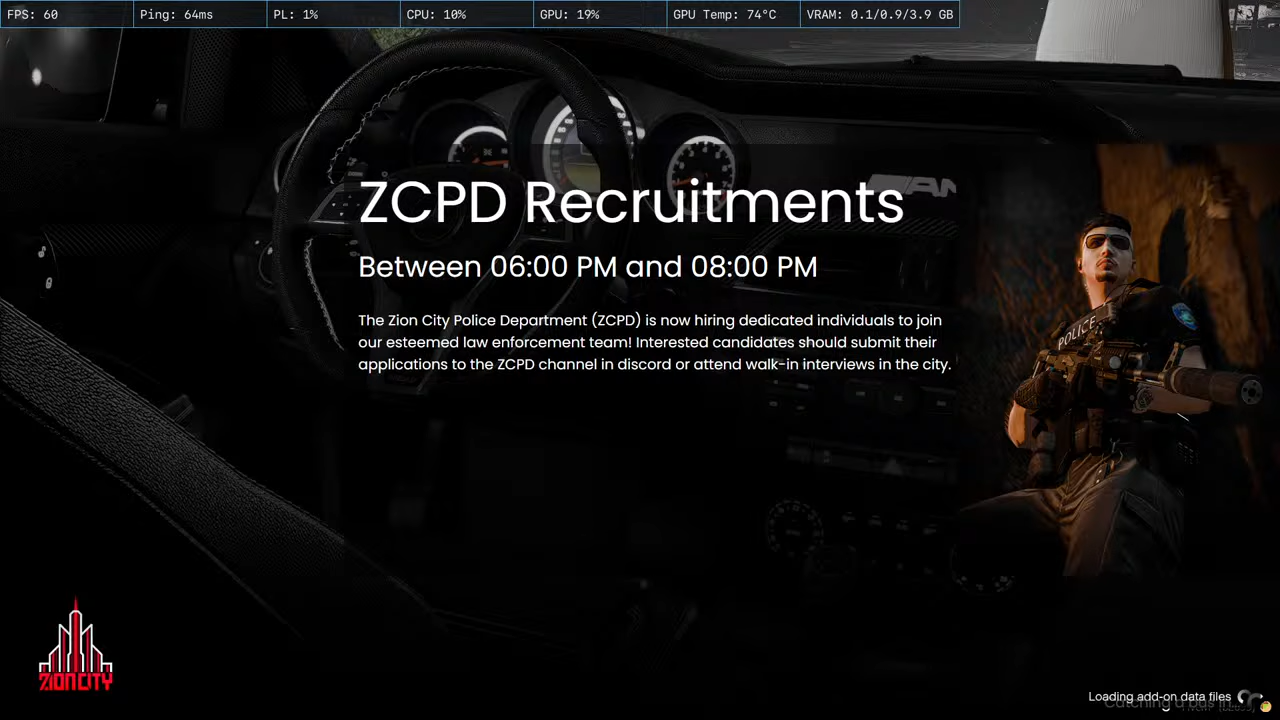 FPS: 60
Ping: 64ms
PL: 1%
CPU: 10%
GPU: 19%
GPU Temp: 74°C
VRAM: 0.1/0.9/3.9 GB
ZCPD Recruitments
Between 06:00 PM and 08:00 PM
The Zion City Police Department (ZCPD) is now hiring dedicated individuals to join
our esteemed law enforcement team! Interested candidates should submit their
applications to the ZCPD channel in discord or attend walk-in interviews in the city.
POLICE
AMG
ZION CITY
Loading add-on data files
Catching a bus in